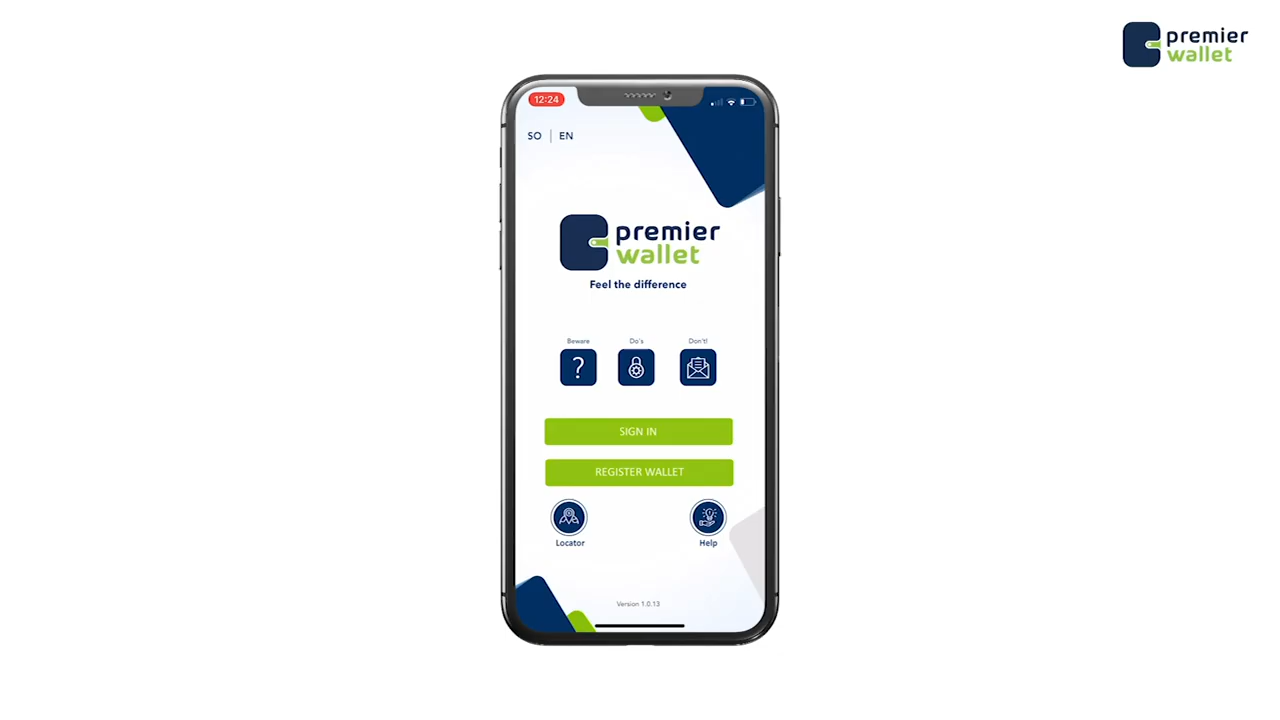 premier
wallet
12:24
SO | EN
premier
wallet
Feel the difference
Beware
Do's
Don't!
?
SIGN IN
REGISTER WALLET
Locator
Help
Version 1.0.13